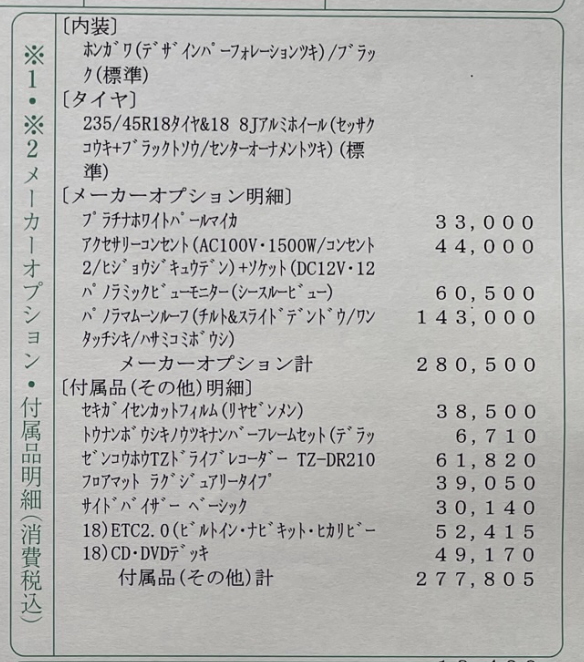 ※1・※2メーカーオプション・付属品明細(消費税込)
[内装]
ホンガワ(デザインパーフォレーションツキ)/ブラッ
ク(標準)
[タイヤ]
235/45R18タイヤ&18 8Jアルミホイール(セッサク
コウキ+ブラックトソウ/センターオーナメントツキ)(標
準)
[メーカーオプション明細]
プラチナホワイトパールマイカ 33,000
アクセサリーコンセント(AC100V・1500W/コンセント 44,000
2/ヒジョウジキュウデン)+ソケット(DC12V・12
パノラミックビューモニター(シースルービュー) 60,500
パノラマムーンルーフ(チルト&スライドデンドウ/ワン 143,000
タッチシキ/ハサミコミボウシ)
メーカーオプション計 280,500
[付属品(その他)明細]
セキガイセンカットフィルム(リヤゼンメン) 38,500
トウナンボウシキノウツキナンバーフレームセット(デラッ 6,710
ゼンコウホウTZドライブレコーダー TZ-DR210 61,820
フロアマット ラグジュアリータイプ 39,050
サイドバイザー ベーシック 30,140
18)ETC2.0(ビルトイン・ナビキット・ヒカリビー 52,415
18)CD・DVDデッキ 49,170
付属品(その他)計 277,805